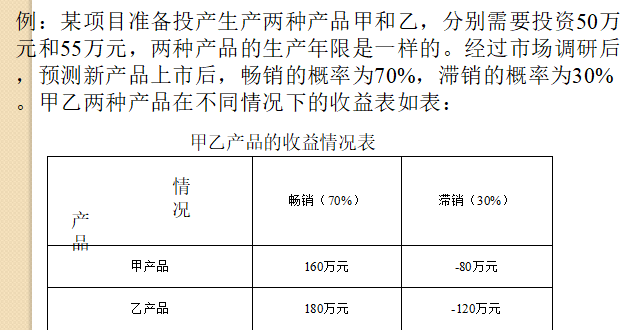 例：某项目准备投产生产两种产品甲和乙，分别需要投资50万
元和55万元，两种产品的生产年限是一样的。经过市场调研后
，预测新产品上市后，畅销的概率为70%，滞销的概率为30%
。甲乙两种产品在不同情况下的收益表如表：
甲乙产品的收益情况表
情况
产品
畅销（70%）
滞销（30%）
甲产品
160万元
-80万元
乙产品
180万元
-120万元